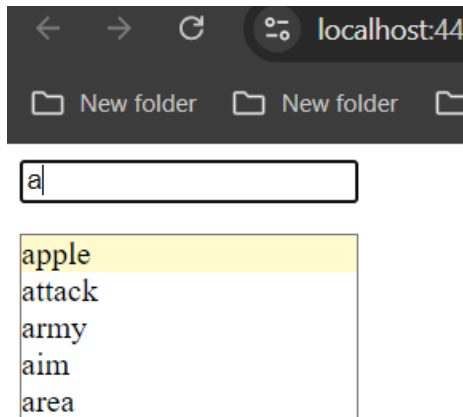 localhost:44
New folder New folder
a
apple
attack
army
aim
area